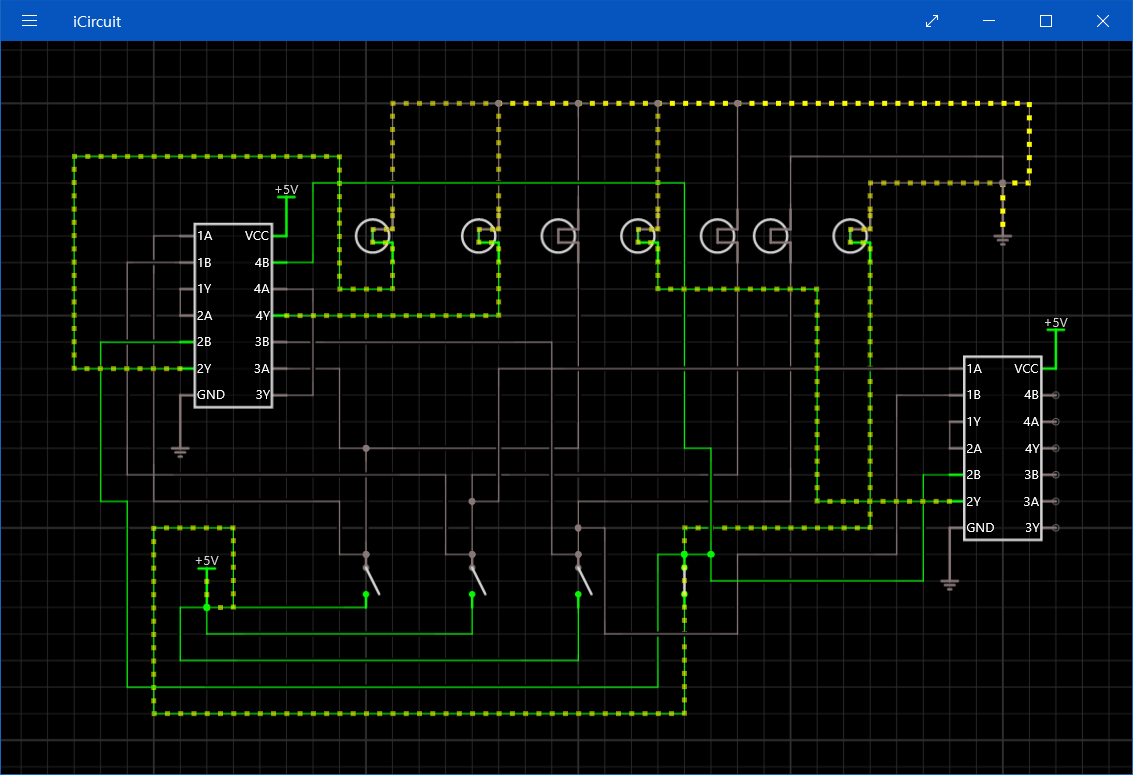 iCircuit
+5V
1A VCC
1B 4B
1Y 4A
2A 4Y
2B 3B
2Y 3A
GND 3Y
+5V
1A VCC
1B 4B
1Y 4A
2A 4Y
2B 3B
2Y 3A
GND 3Y
+5V